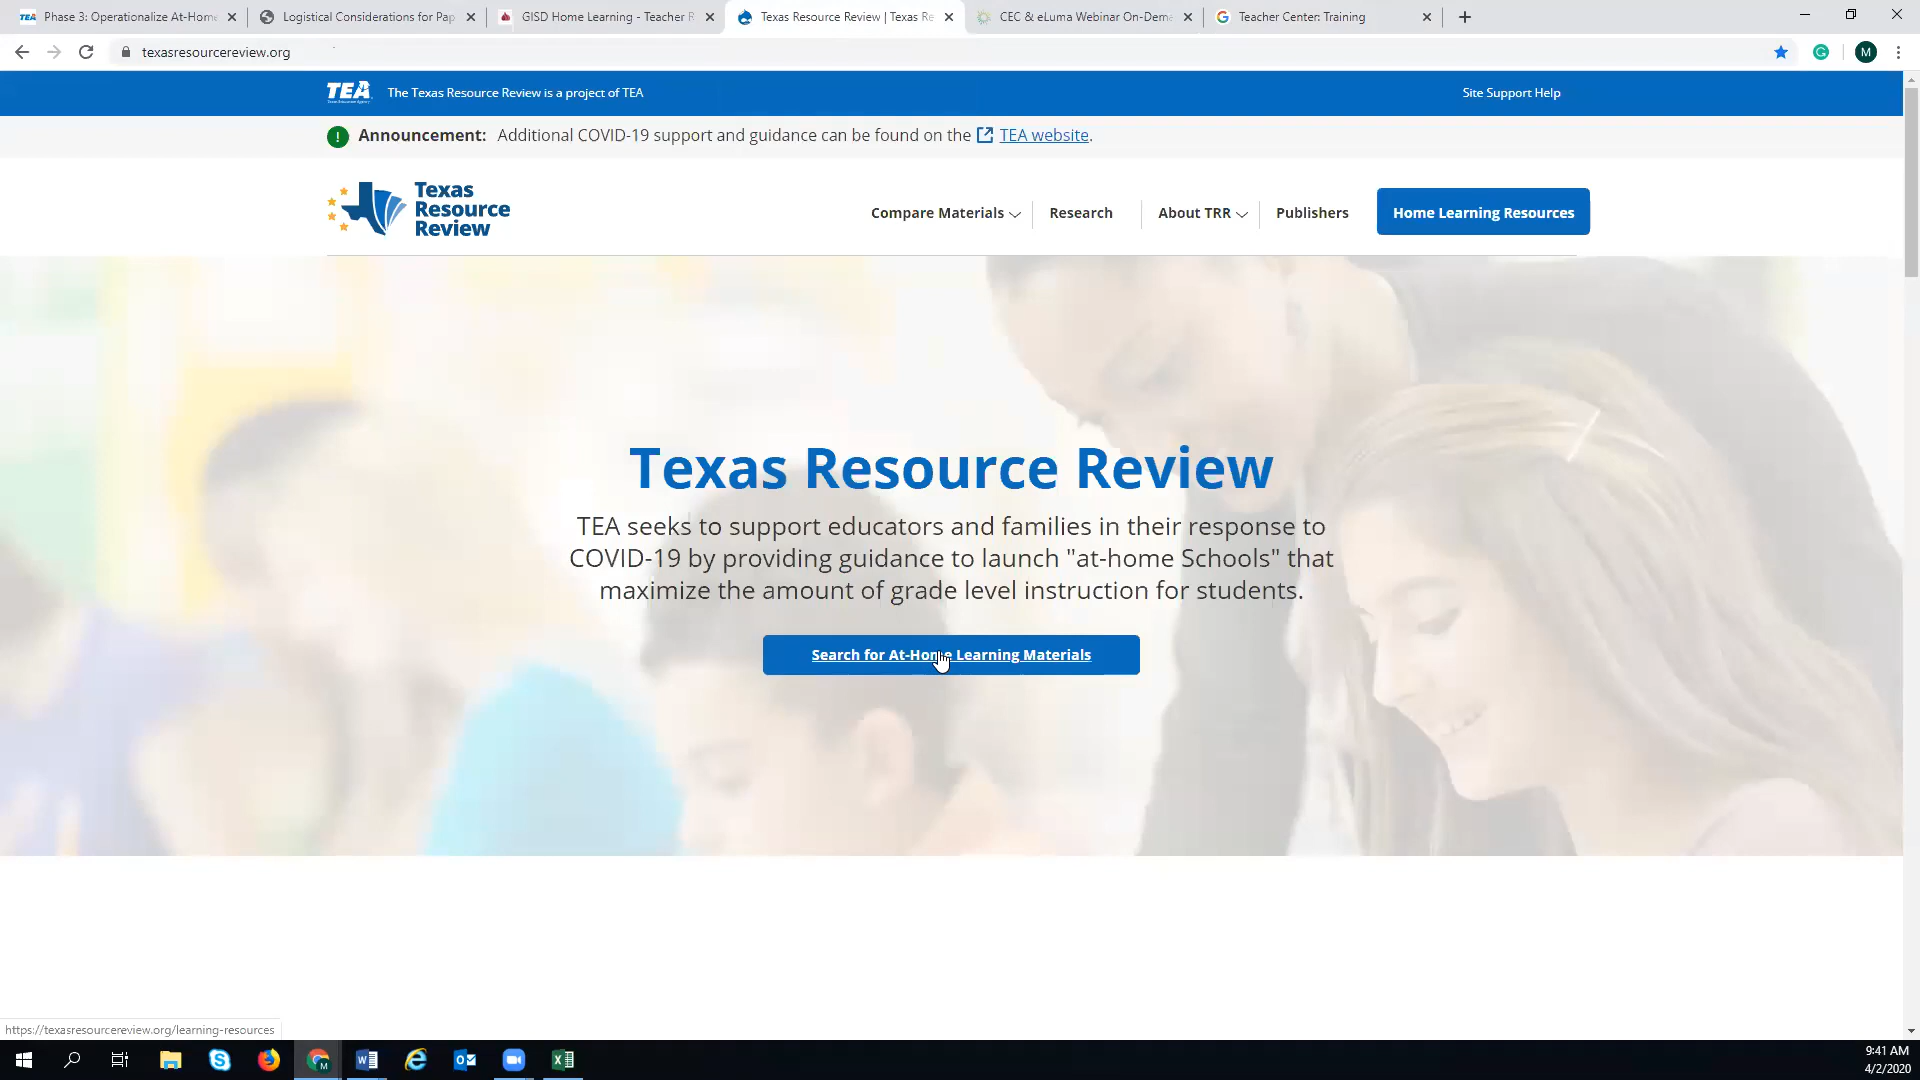 TEA Phase 3: Operationalize At-Home
Logistical Considerations for Pap
GISD Home Learning - Teacher R
Texas Resource Review | Texas Re
CEC & eLuma Webinar On-Dem
G Teacher Center: Training
texasresourcereview.org
G
M
TEA
The Texas Resource Review is a project of TEA
Site Support Help
! Announcement: Additional COVID-19 support and guidance can be found on the TEA website.
Texas
Resource
Review
Compare Materials
Research
About TRR
Publishers
Home Learning Resources
Texas Resource Review
TEA seeks to support educators and families in their response to
COVID-19 by providing guidance to launch "at-home Schools" that
maximize the amount of grade level instruction for students.
Search for At-Home Learning Materials
https://texasresourcereview.org/learning-resources
9:41 AM
4/2/2020